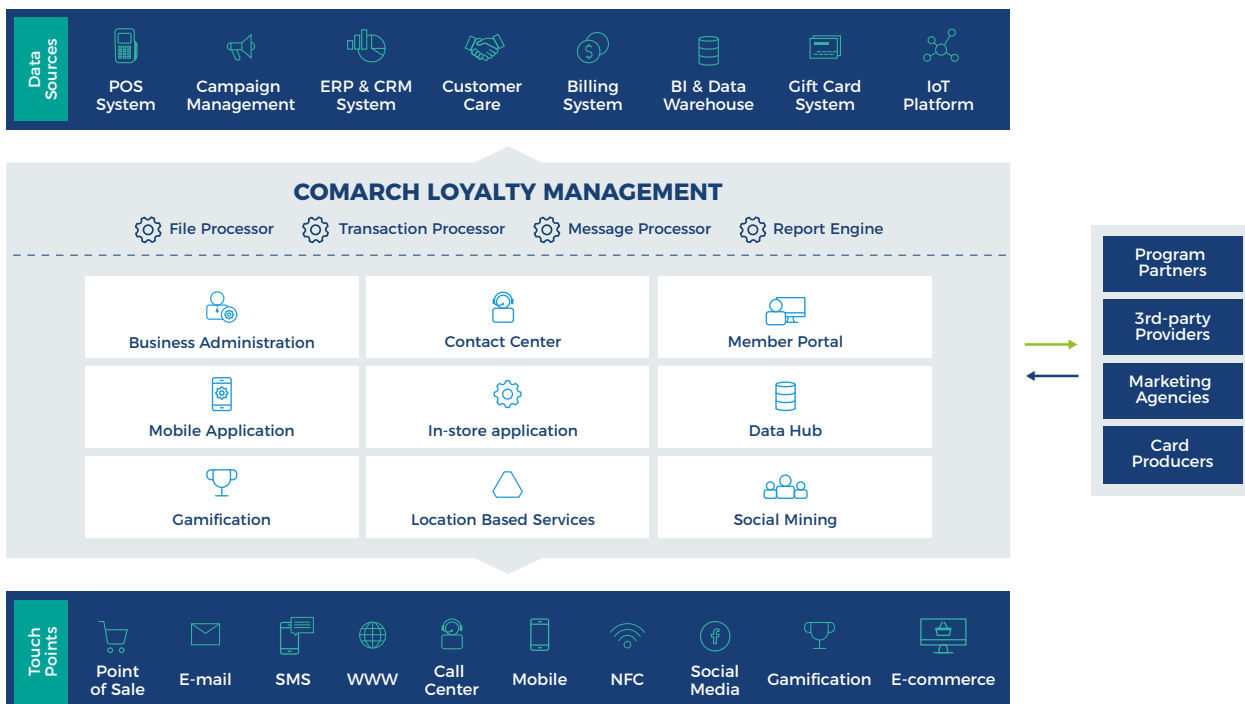 Data
Sources
POS
System
Campaign
Management
ERP & CRM
System
Customer
Care
Billing
System
BI & Data
Warehouse
Gift Card
System
IoT
Platform
COMARCH LOYALTY MANAGEMENT
File Processor
Transaction Processor
Message Processor
Report Engine
Business Administration
Contact Center
Member Portal
Mobile Application
In-store application
Data Hub
Gamification
Location Based Services
Social Mining
Program
Partners
3rd-party
Providers
Marketing
Agencies
Card
Producers
Touch
Points
Point
of Sale
E-mail
SMS
WWW
Call
Center
Mobile
NFC
Social
Media
Gamification
E-commerce